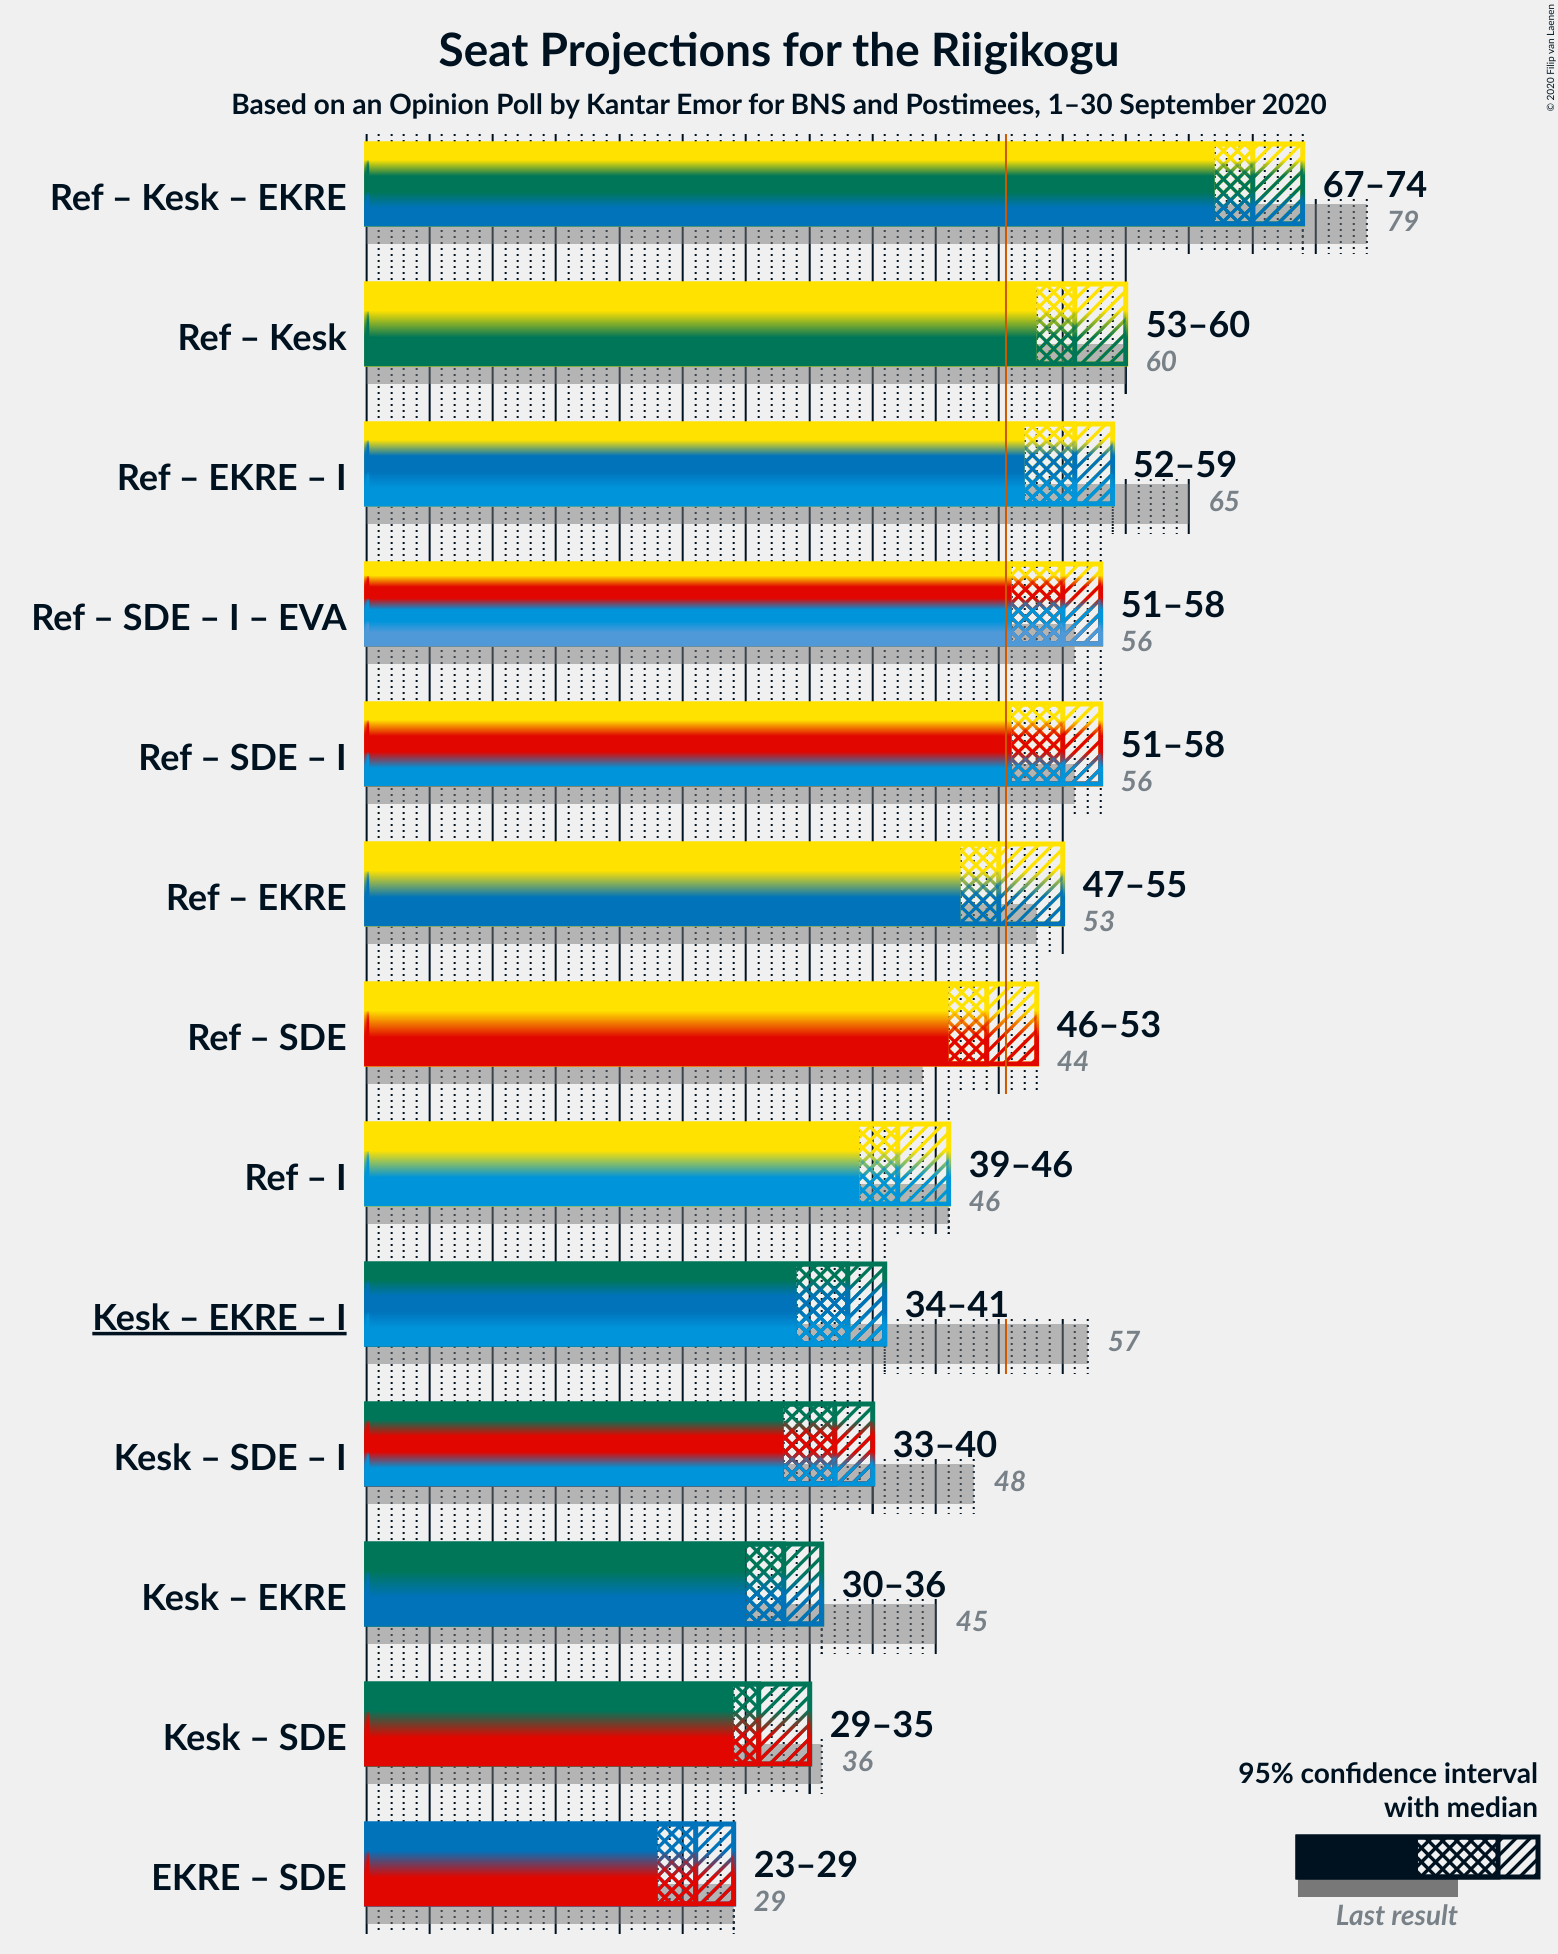 Seat Projections for the Riigikogu
Based on an Opinion Poll by Kantar Emor for BNS and Postimees, 1–30 September 2020
© 2020 Filip van Laenen
Ref – Kesk – EKRE
67–74
79
Ref – Kesk
53–60
60
Ref – EKRE – I
52–59
65
Ref – SDE – I – EVA
51–58
56
Ref – SDE – I
51–58
56
Ref – EKRE
47–55
53
Ref – SDE
46–53
44
Ref – I
39–46
46
Kesk – EKRE – I
34–41
57
Kesk – SDE – I
33–40
48
Kesk – EKRE
30–36
45
Kesk – SDE
29–35
36
EKRE – SDE
23–29
29
95% confidence interval
with median
Last result